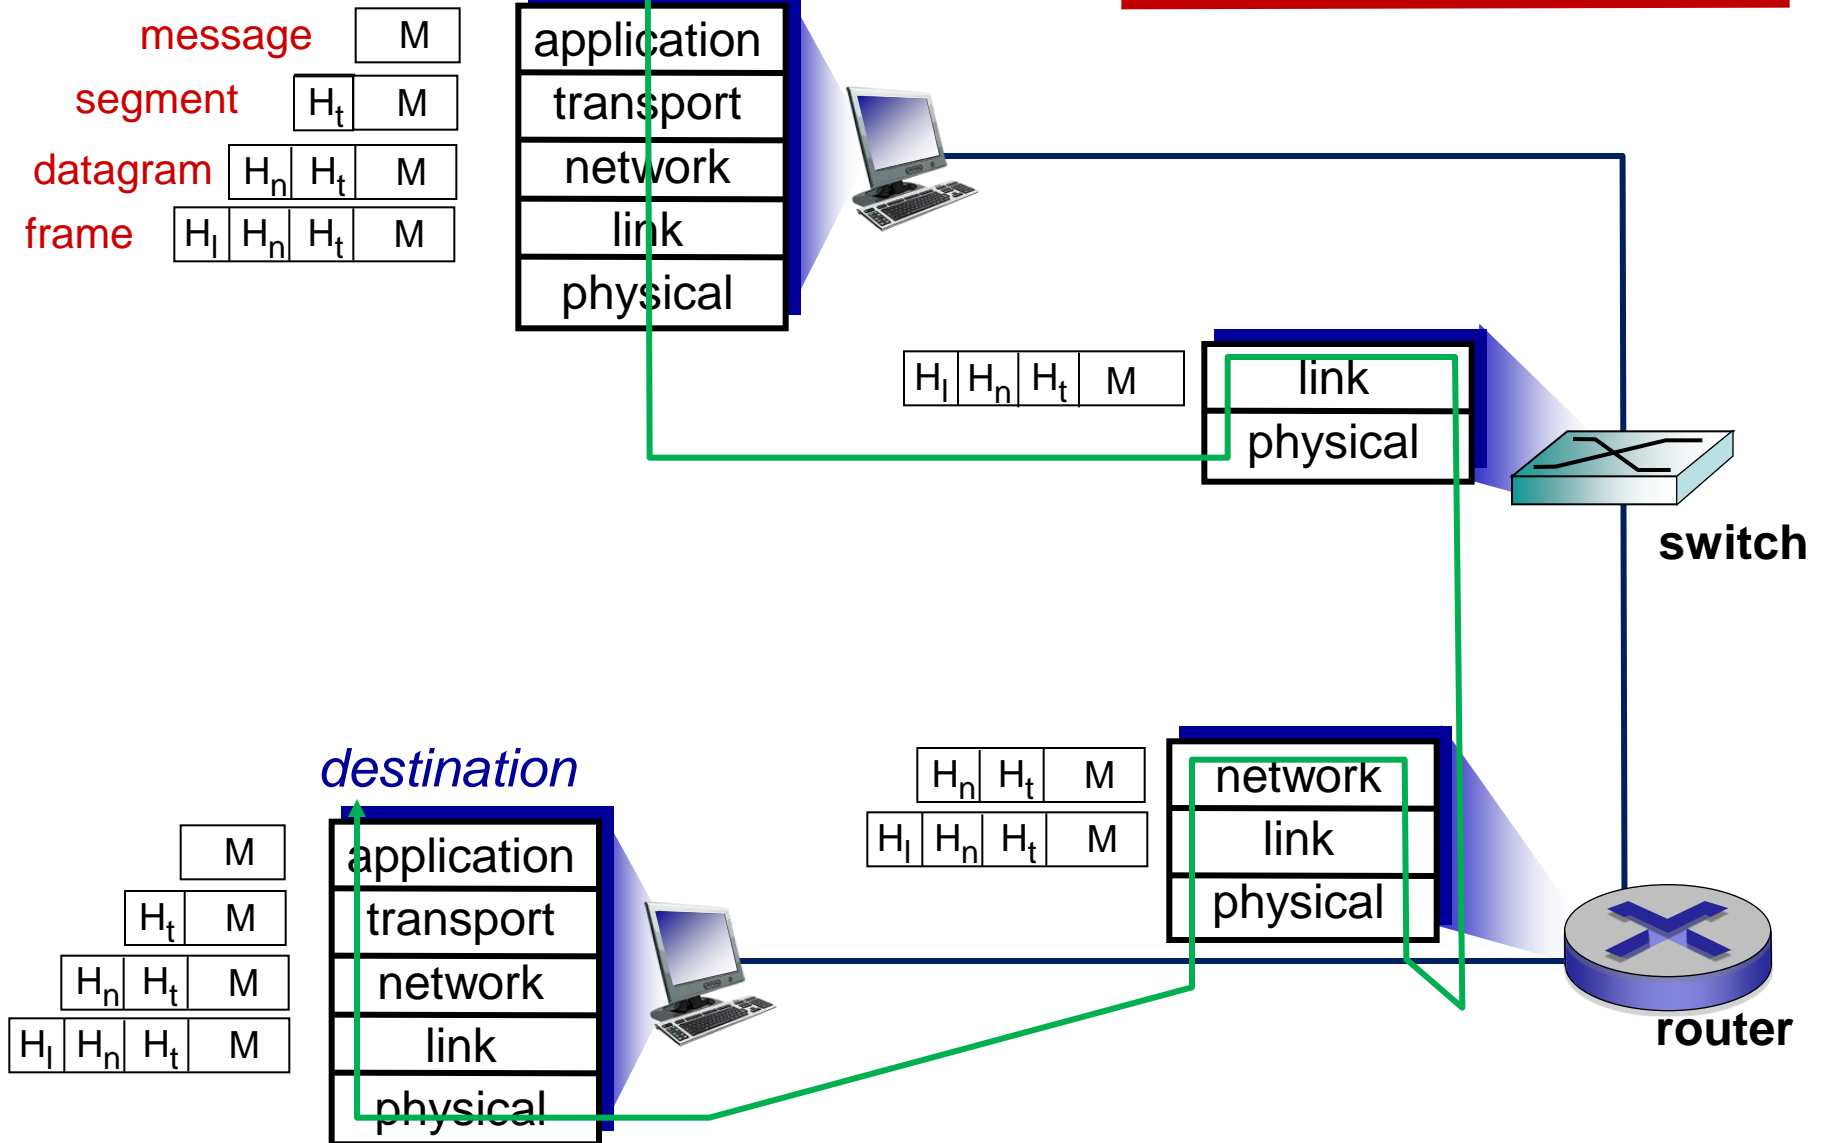 message M application
segment Ht M transport
datagram Hn Ht M network
frame Hl Hn Ht M link
physical
Hl Hn Ht M link
physical
switch
destination
Hn Ht M network
Hl Hn Ht M link
physical
router
M application
Ht M transport
Hn Ht M network
Hl Hn Ht M link
physical